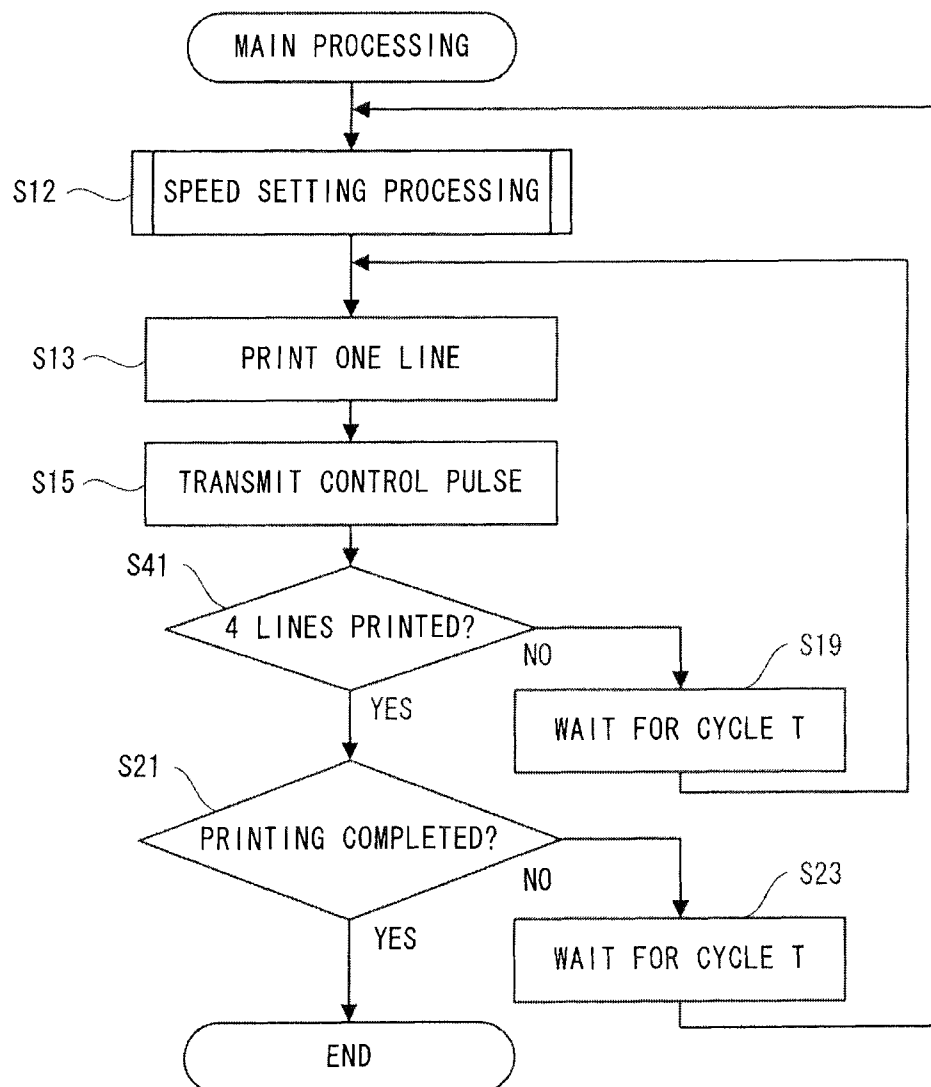 MAIN PROCESSING
S12
SPEED SETTING PROCESSING
S13
PRINT ONE LINE
S15
TRANSMIT CONTROL PULSE
S41
4 LINES PRINTED?
NO
S19
YES
WAIT FOR CYCLE T
S21
PRINTING COMPLETED?
NO
S23
YES
WAIT FOR CYCLE T
END